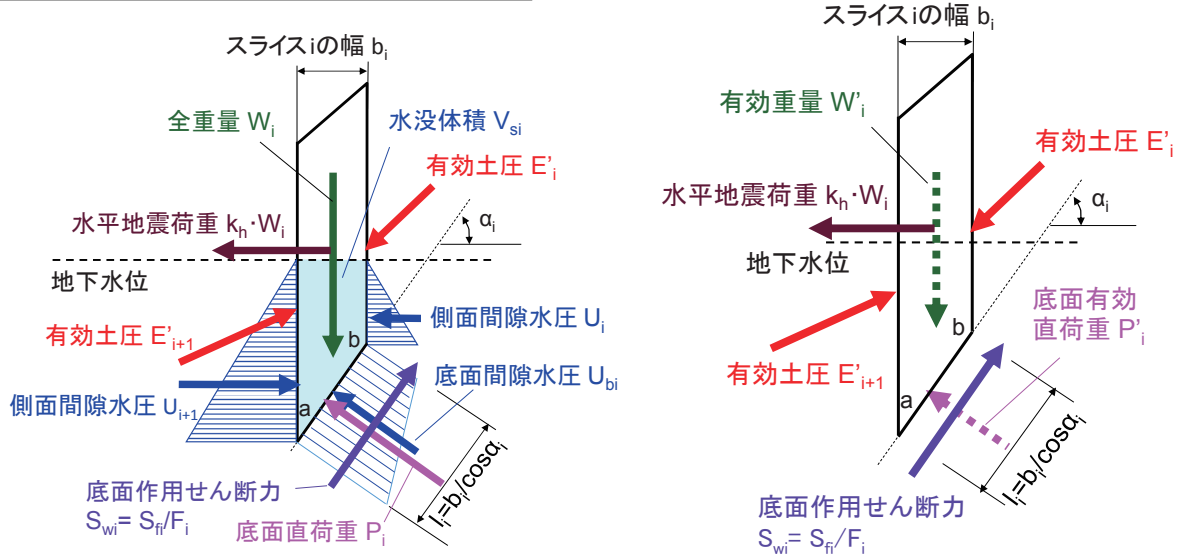 スライスiの幅 bᵢ
全重量 Wᵢ
水没体積 Vsi
有効土圧 E'ᵢ
水平地震荷重 kₕ·Wᵢ
αᵢ
地下水位
有効土圧 E'ᵢ₊₁
側面間隙水圧 Uᵢ
b
側面間隙水圧 Uᵢ₊₁
a
底面間隙水圧 Ubi
lᵢ=bᵢ/cosαᵢ
底面作用せん断力
Swi= Sfi/Fᵢ
底面直荷重 Pᵢ
スライスiの幅 bᵢ
有効重量 W'ᵢ
有効土圧 E'ᵢ
水平地震荷重 kₕ·Wᵢ
αᵢ
地下水位
底面有効
直荷重 P'ᵢ
b
有効土圧 E'ᵢ₊₁
a
lᵢ=bᵢ/cosαᵢ
底面作用せん断力
Swi= Sfi/Fᵢ